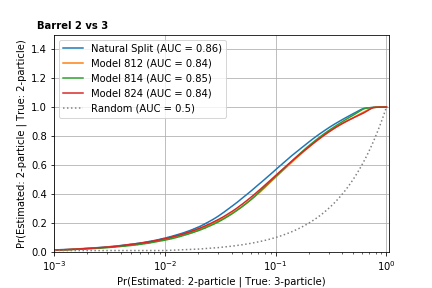 Barrel 2 vs 3
Pr(Estimated: 2-particle | True: 2-particle)
1.4
1.2
1.0
0.8
0.6
0.4
0.2
0.0
Natural Split (AUC = 0.86)
Model 812 (AUC = 0.84)
Model 814 (AUC = 0.85)
Model 824 (AUC = 0.84)
Random (AUC = 0.5)
10⁻³ 10⁻² 10⁻¹ 10⁰
Pr(Estimated: 2-particle | True: 3-particle)